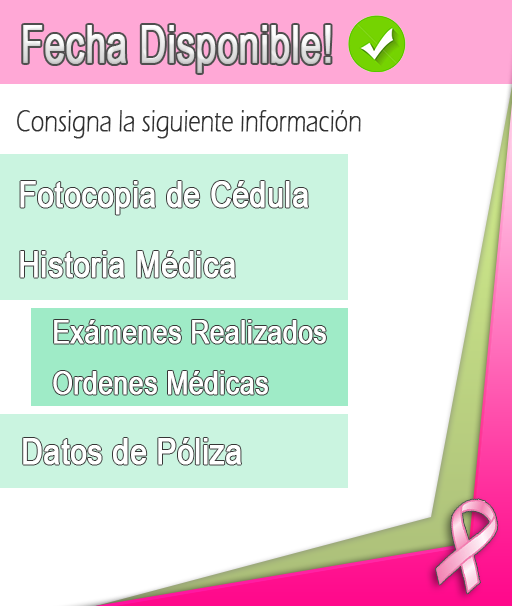 Fecha Disponible!
Consigna la siguiente información
Fotocopia de Cédula
Historia Médica
Exámenes Realizados
Ordenes Médicas
Datos de Póliza